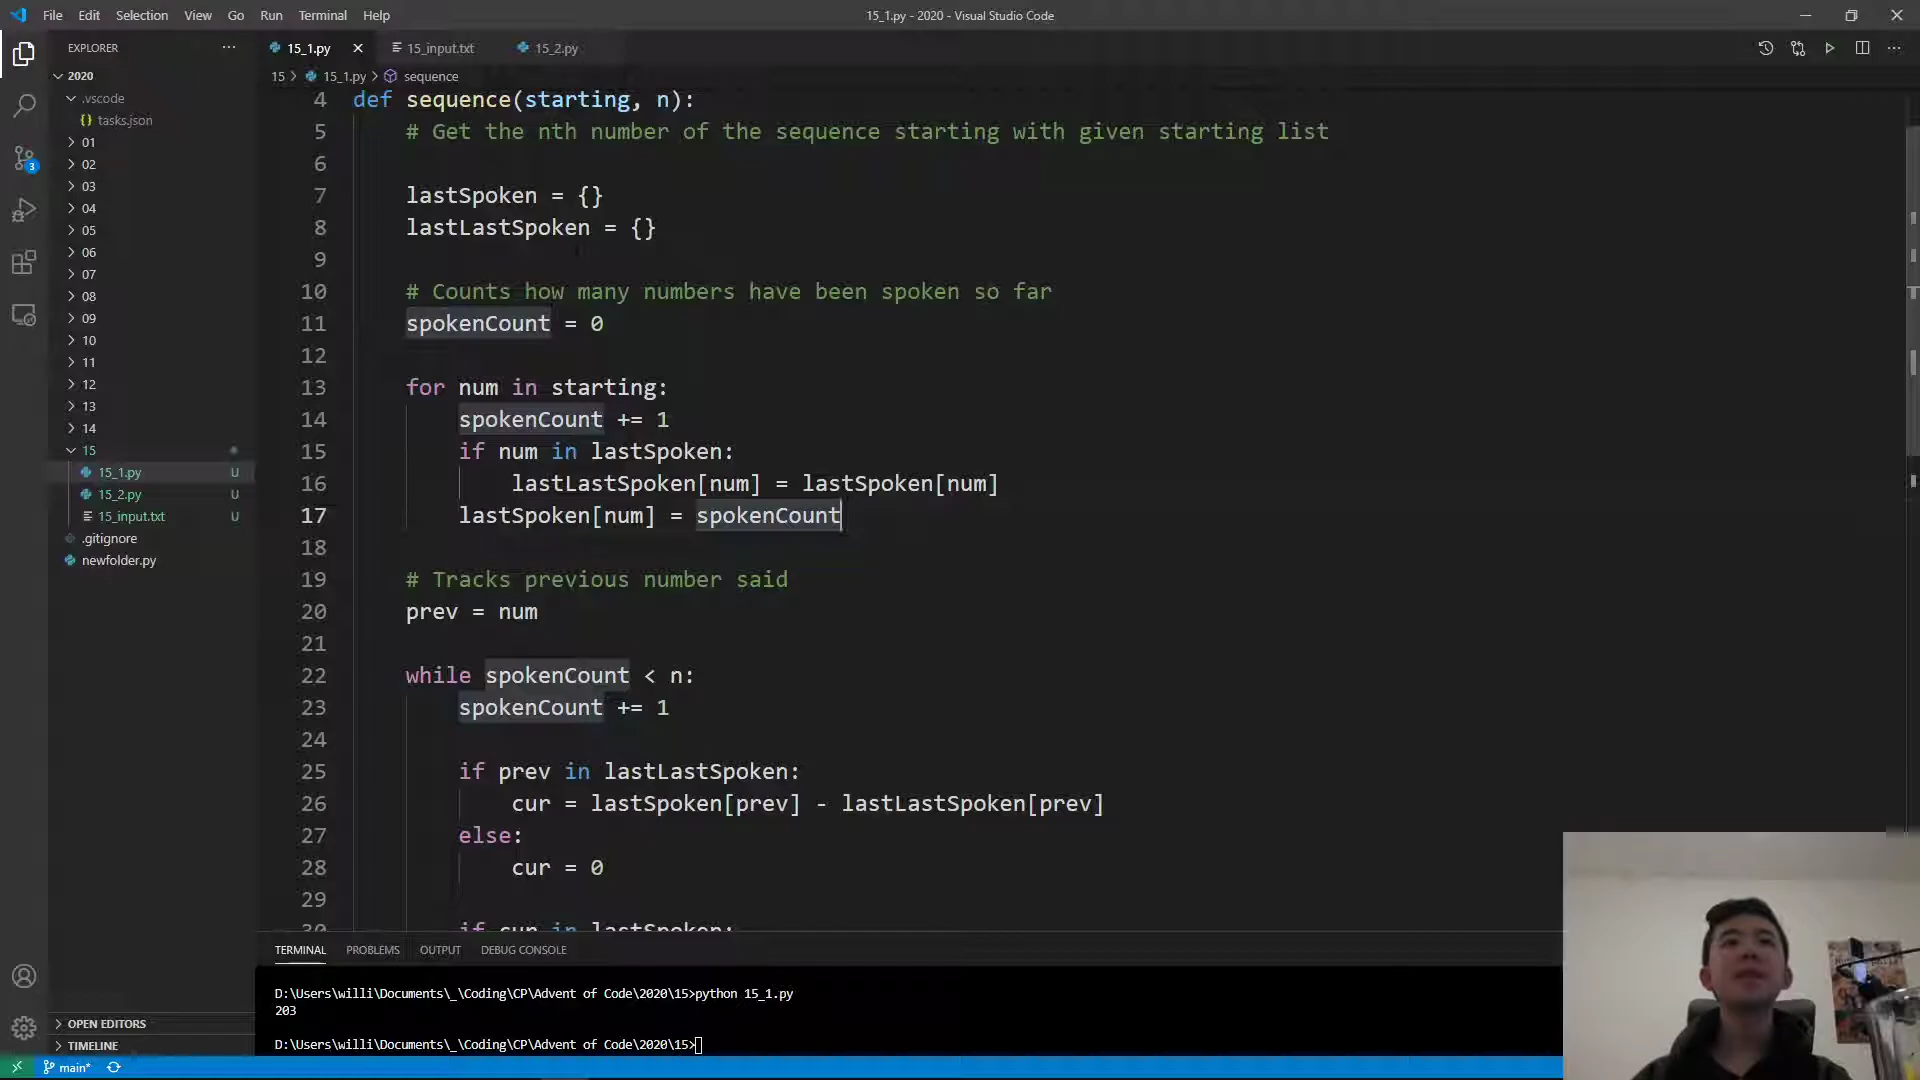 File Edit Selection View Go Run Terminal Help
15_1.py - 2020 - Visual Studio Code
EXPLORER
15_1.py
15_input.txt
15_2.py
15 > 15_1.py > sequence
2020
.vscode
{} tasks.json
01
02
03
04
05
06
07
08
09
10
11
12
13
14
15
15_1.py U
15_2.py U
15_input.txt U
.gitignore
newfolder.py
3
4 def sequence(starting, n):
5 # Get the nth number of the sequence starting with given starting list
6
7 lastSpoken = {}
8 lastLastSpoken = {}
9
10 # Counts how many numbers have been spoken so far
11 spokenCount = 0
12
13 for num in starting:
14 spokenCount += 1
15 if num in lastSpoken:
16 lastLastSpoken[num] = lastSpoken[num]
17 lastSpoken[num] = spokenCount
18
19 # Tracks previous number said
20 prev = num
21
22 while spokenCount < n:
23 spokenCount += 1
24
25 if prev in lastLastSpoken:
26 cur = lastSpoken[prev] - lastLastSpoken[prev]
27 else:
28 cur = 0
29
30 if cur in lastSpoken:
TERMINAL PROBLEMS OUTPUT DEBUG CONSOLE
D:\Users\willi\Documents\_\Coding\CP\Advent of Code\2020\15>python 15_1.py
203
D:\Users\willi\Documents\_\Coding\CP\Advent of Code\2020\15>
OPEN EDITORS
TIMELINE
main*